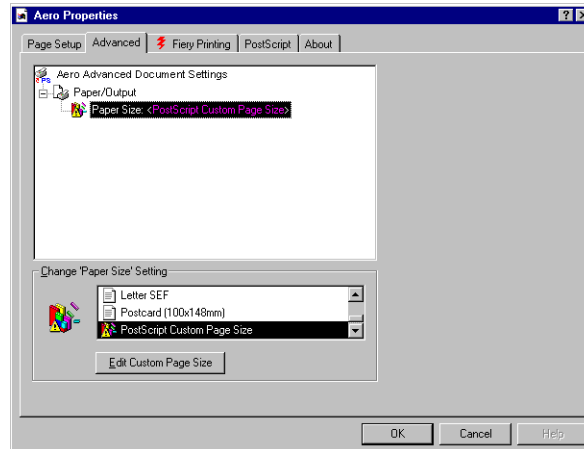 Aero Properties
Page Setup Advanced Fiery Printing PostScript About
Aero Advanced Document Settings
Paper/Output
Paper Size: <PostScript Custom Page Size>
Change 'Paper Size' Setting
Letter SEF
Postcard (100x148mm)
PostScript Custom Page Size
Edit Custom Page Size
OK Cancel Help